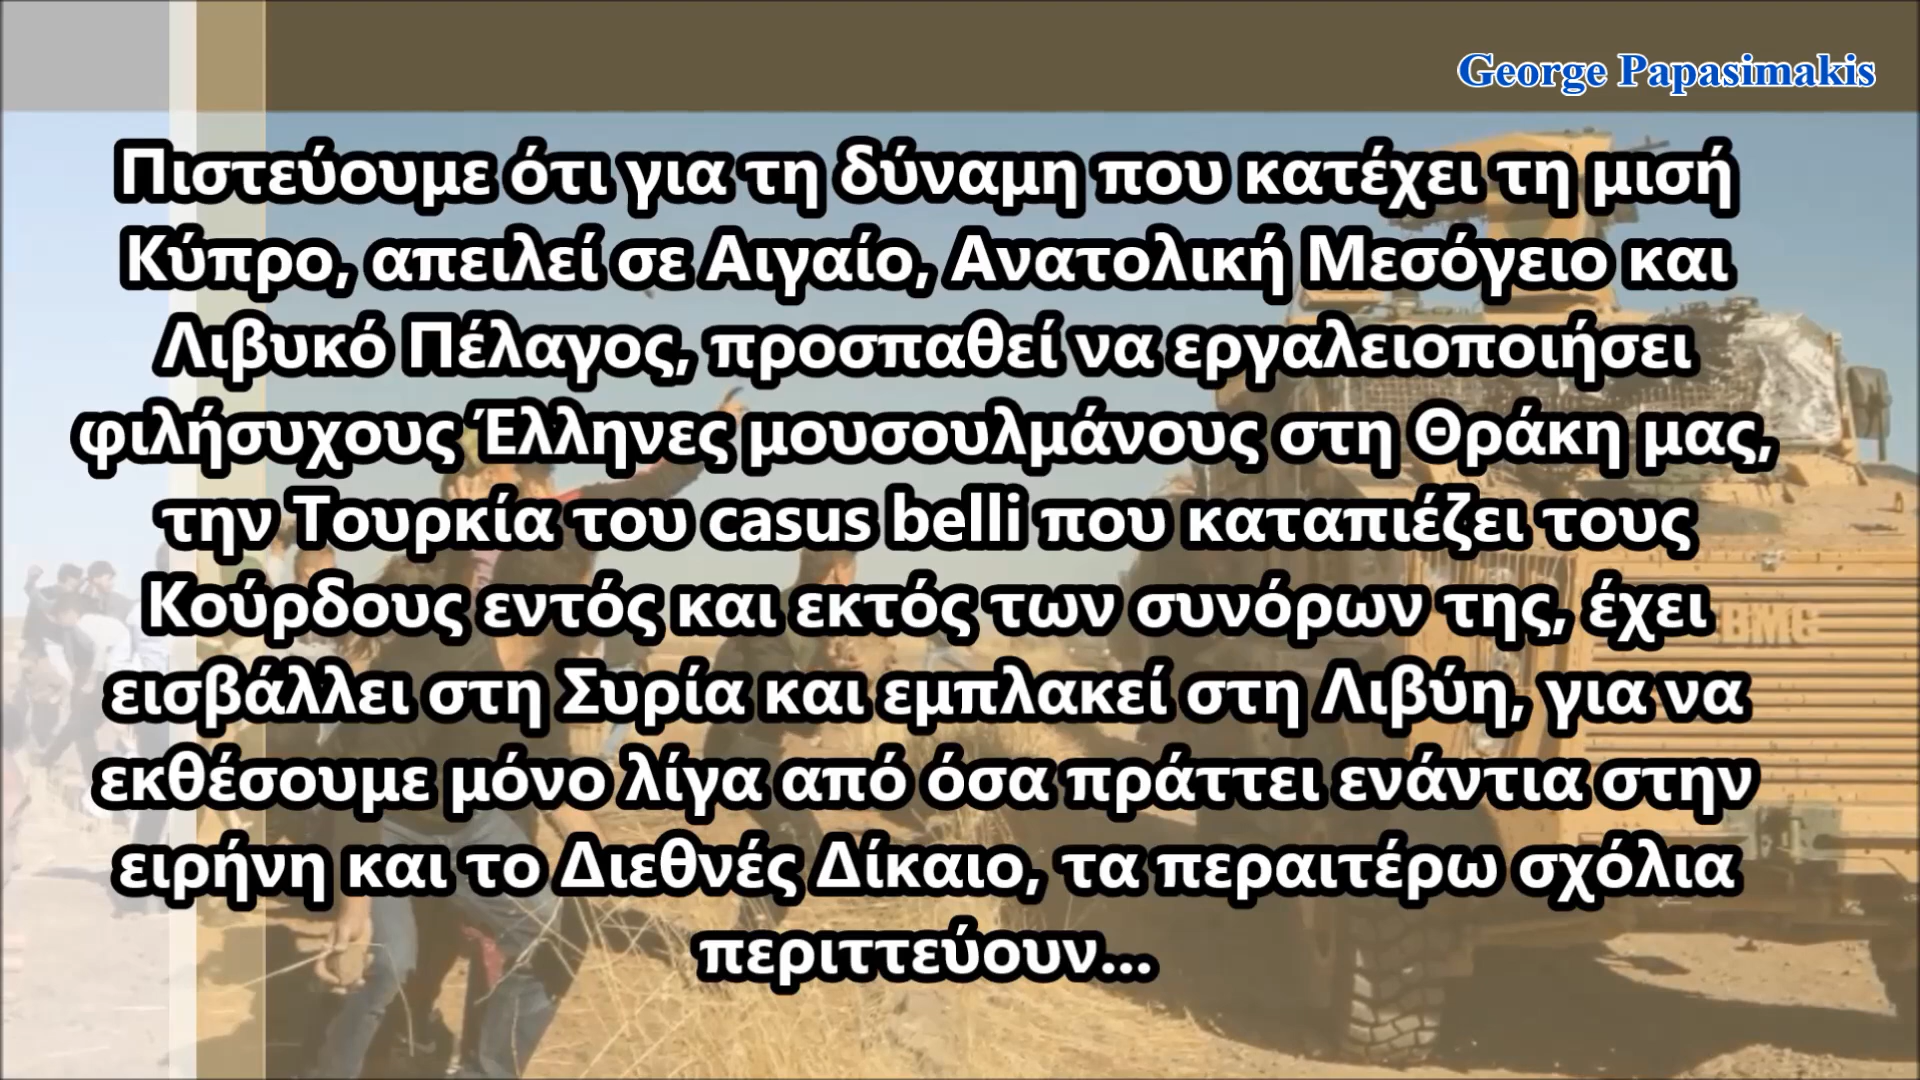 George Papasimakis
Πιστεύουμε ότι για τη δύναμη που κατέχει τη μισή
Κύπρο, απειλεί σε Αιγαίο, Ανατολική Μεσόγειο και
Λιβυκό Πέλαγος, προσπαθεί να εργαλειοποιήσει
φιλήσυχους Έλληνες μουσουλμάνους στη Θράκη μας,
την Τουρκία του casus belli που καταπιέζει τους
Κούρδους εντός και εκτός των συνόρων της, έχει
εισβάλλει στη Συρία και εμπλακεί στη Λιβύη, για να
εκθέσουμε μόνο λίγα από όσα πράττει ενάντια στην
ειρήνη και το Διεθνές Δίκαιο, τα περαιτέρω σχόλια
περιττεύουν...
BMC